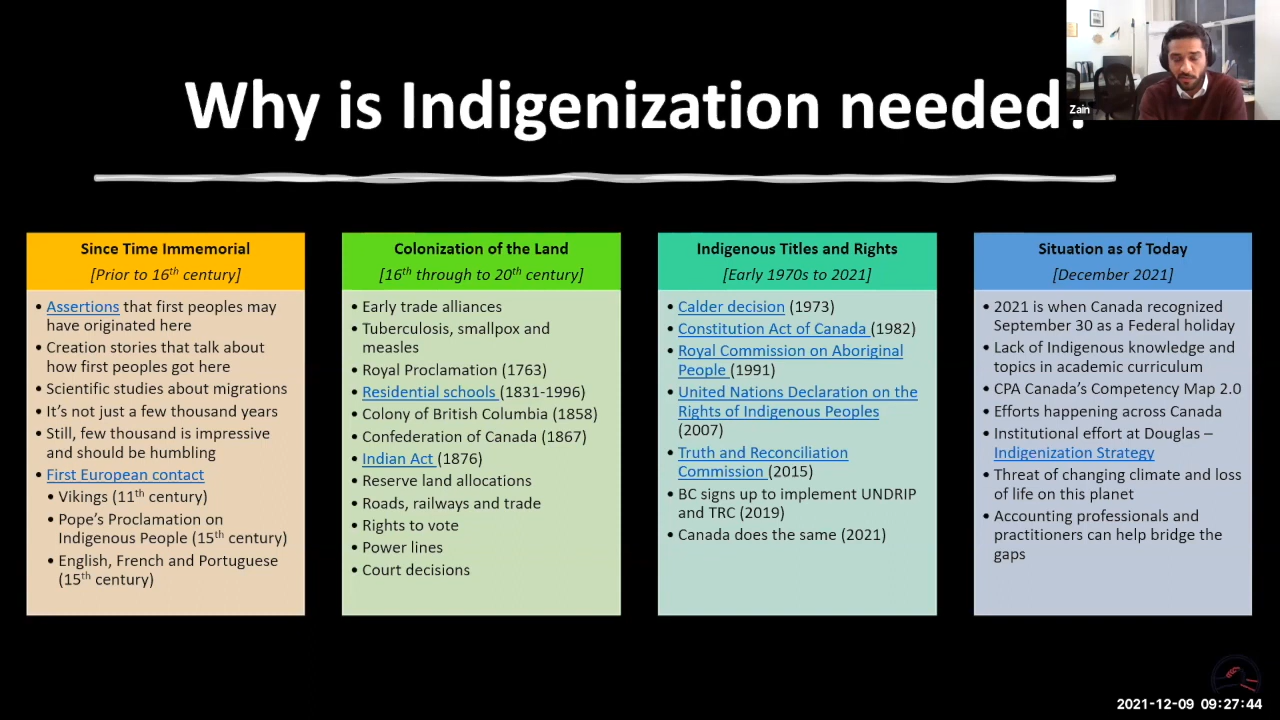 Why is Indigenization needed?
Zain
Since Time Immemorial
[Prior to 16th century]
• Assertions that first peoples may
have originated here
• Creation stories that talk about
how first peoples got here
• Scientific studies about migrations
• It's not just a few thousand years
• Still, few thousand is impressive
and should be humbling
• First European contact
• Vikings (11th century)
• Pope's Proclamation on
Indigenous People (15th century)
• English, French and Portuguese
(15th century)
Colonization of the Land
[16th through to 20th century]
• Early trade alliances
• Tuberculosis, smallpox and
measles
• Royal Proclamation (1763)
• Residential schools (1831-1996)
• Colony of British Columbia (1858)
• Confederation of Canada (1867)
• Indian Act (1876)
• Reserve land allocations
• Roads, railways and trade
• Rights to vote
• Power lines
• Court decisions
Indigenous Titles and Rights
[Early 1970s to 2021]
• Calder decision (1973)
• Constitution Act of Canada (1982)
• Royal Commission on Aboriginal
People (1991)
• United Nations Declaration on the
Rights of Indigenous Peoples
(2007)
• Truth and Reconciliation
Commission (2015)
• BC signs up to implement UNDRIP
and TRC (2019)
• Canada does the same (2021)
Situation as of Today
[December 2021]
• 2021 is when Canada recognized
September 30 as a Federal holiday
• Lack of Indigenous knowledge and
topics in academic curriculum
• CPA Canada's Competency Map 2.0
• Efforts happening across Canada
• Institutional effort at Douglas –
Indigenization Strategy
• Threat of changing climate and loss
of life on this planet
• Accounting professionals and
practitioners can help bridge the
gaps
2021-12-09 09:27:44